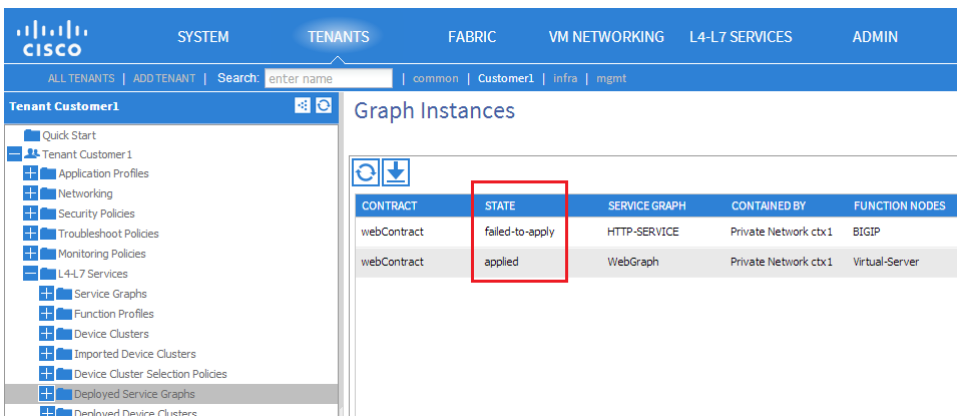 CISCO SYSTEM TENANTS FABRIC VM NETWORKING L4-L7 SERVICES ADMIN
ALL TENANTS | ADD TENANT | Search: enter name | common | Customer1 | infra | mgmt
Tenant Customer1
Quick Start
Tenant Customer1
Application Profiles
Networking
Security Policies
Troubleshoot Policies
Monitoring Policies
L4-L7 Services
Service Graphs
Function Profiles
Device Clusters
Imported Device Clusters
Device Cluster Selection Policies
Deployed Service Graphs
Deployed Device Clusters
Graph Instances
CONTRACT STATE SERVICE GRAPH CONTAINED BY FUNCTION NODES
webContract failed-to-apply HTTP-SERVICE Private Network ctx1 BIGIP
webContract applied WebGraph Private Network ctx1 Virtual-Server